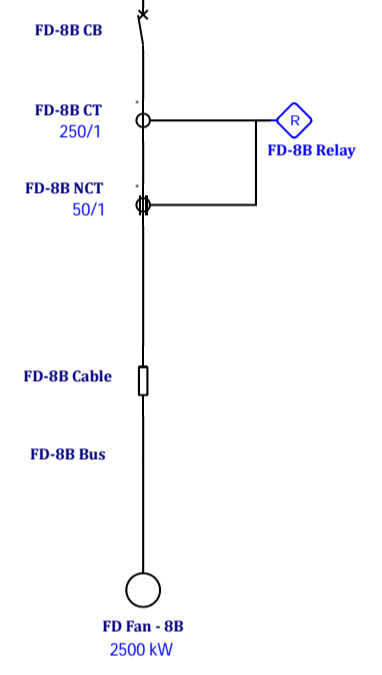 FD-8B CB
FD-8B CT
250/1
R
FD-8B Relay
FD-8B NCT
50/1
FD-8B Cable
FD-8B Bus
FD Fan - 8B
2500 kW